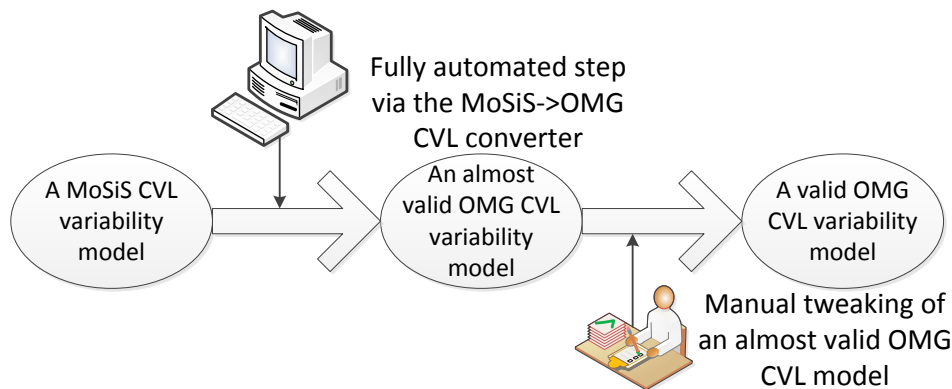 Fully automated step
via the MoSiS->OMG
CVL converter
A MoSiS CVL
variability
model
An almost
valid OMG CVL
variability
model
A valid OMG
CVL variability
model
Manual tweaking of
an almost valid OMG
CVL model